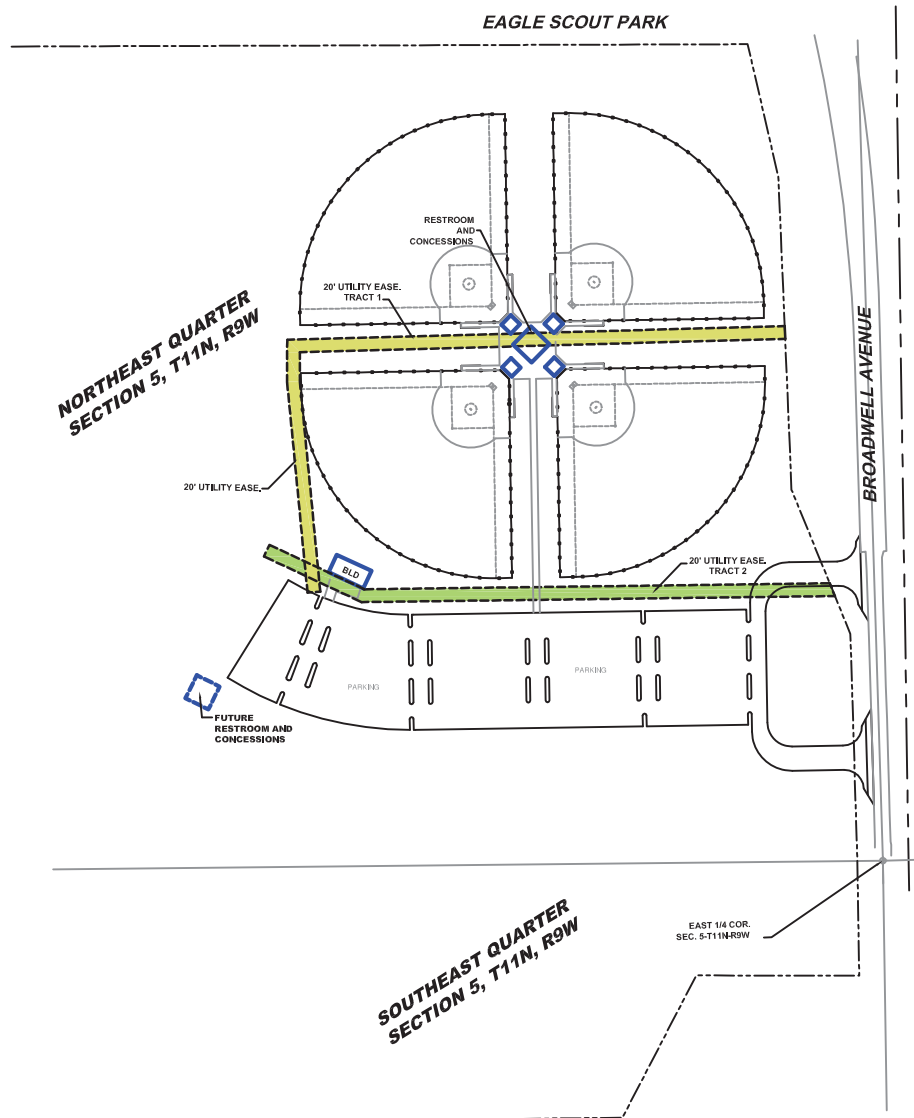 EAGLE SCOUT PARK
RESTROOM
AND
CONCESSIONS
20' UTILITY EASE.
TRACT 1
NORTHEAST QUARTER
SECTION 5, T11N, R9W
BROADWELL AVENUE
20' UTILITY EASE.
BLD
20' UTILITY EASE.
TRACT 2
PARKING
PARKING
FUTURE
RESTROOM AND
CONCESSIONS
EAST 1/4 COR.
SEC. 5-T11N-R9W
SOUTHEAST QUARTER
SECTION 5, T11N, R9W